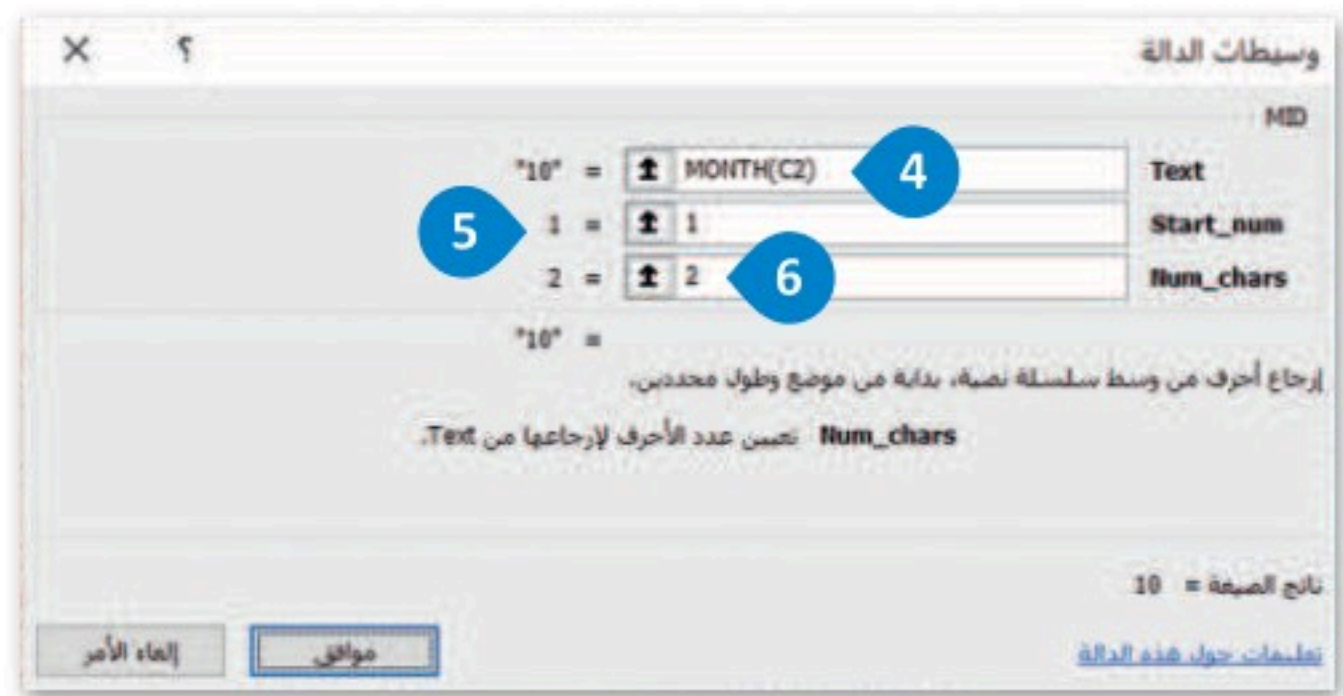 وسيطات الدالة ؟ ×
MID
Text MONTH(C2) = "10" 4
Start_num 1 = 1 5
Num_chars 2 = 2 6
= "10"
إرجاع أحرف من وسط سلسلة نصية، بداية من موضع وطول محددين.
Num_chars تعيين عدد الأحرف لإرجاعها من Text.
ناتج الصيغة = 10
تعليمات حول هذه الدالة موافق إلغاء الأمر